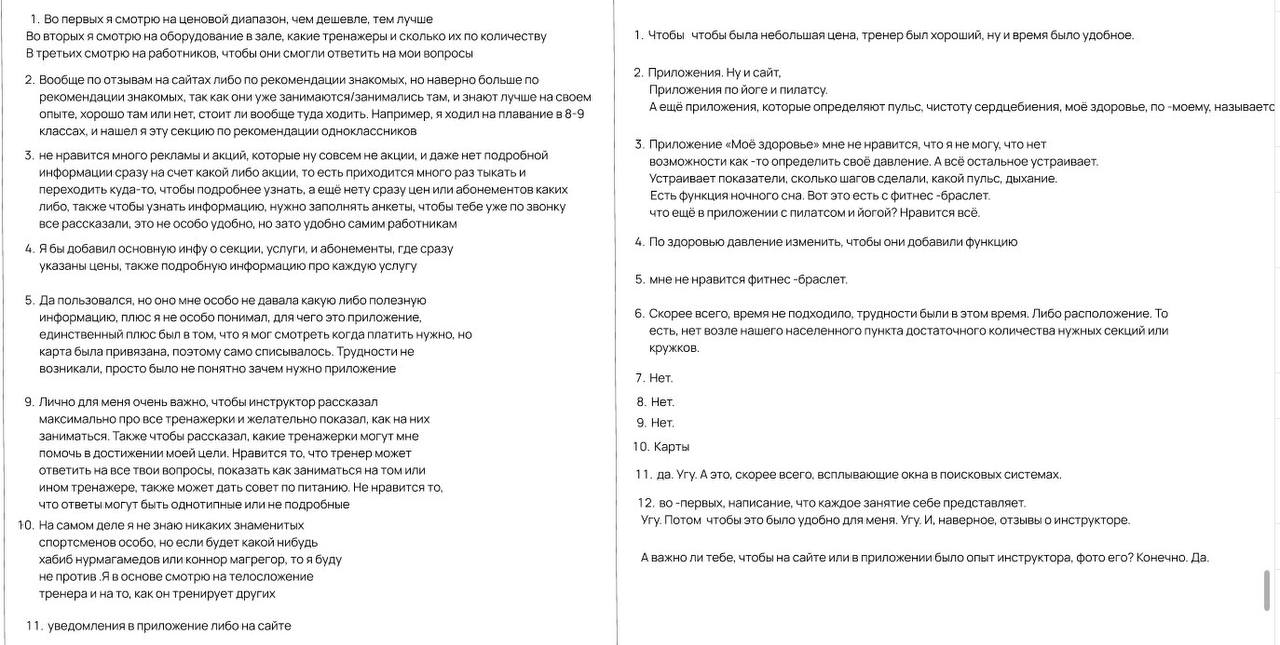 1. Во первых я смотрю на ценовой диапазон, чем дешевле, тем лучше
Во вторых я смотрю на оборудование в зале, какие тренажеры и сколько их по количеству
В третьих смотрю на работников, чтобы они смогли ответить на мои вопросы
2. Вообще по отзывам на сайтах либо по рекомендации знакомых, но наверно больше по
рекомендации знакомых, так как они уже занимаются/занимались там, и знают лучше на своем
опыте, хорошо там или нет, стоит ли вообще туда ходить. Например, я ходил на плавание в 8-9
классах, и нашел я эту секцию по рекомендации одноклассников
3. не нравится много рекламы и акций, которые ну совсем не акции, и даже нет подробной
информации сразу на счет какой либо акции, то есть приходится много раз тыкать и
переходить куда-то, чтобы подробнее узнать, а ещё нету сразу цен или абонементов каких
либо, также чтобы узнать информацию, нужно заполнять анкеты, чтобы тебе уже по звонку
все рассказали, это не особо удобно, но зато удобно самим работникам
4. Я бы добавил основную инфу о секции, услуги, и абонементы, где сразу
указаны цены, также подробную информацию про каждую услугу
5. Да пользовался, но оно мне особо не давала какую либо полезную
информацию, плюс я не особо понимал, для чего это приложение,
единственный плюс был в том, что я мог смотреть когда платить нужно, но
карта была привязана, поэтому само списывалось. Трудности не
возникали, просто было не понятно зачем нужно приложение
9. Лично для меня очень важно, чтобы инструктор рассказал
максимально про все тренажерки и желательно показал, как на них
заниматься. Также чтобы рассказал, какие тренажерки могут мне
помочь в достижении моей цели. Нравится то, что тренер может
ответить на все твои вопросы, показать как заниматься на том или
ином тренажере, также может дать совет по питанию. Не нравится то,
что ответы могут быть однотипные или не подробные
10. На самом деле я не знаю никаких знаменитых
спортсменов особо, но если будет какой нибудь
хабиб нурмагамедов или коннор магрегор, то я буду
не против .Я в основе смотрю на телосложение
тренера и на то, как он тренирует других
11. уведомления в приложение либо на сайте
1. Чтобы чтобы была небольшая цена, тренер был хороший, ну и время было удобное.
2. Приложения. Ну и сайт,
Приложения по йоге и пилатсу.
А ещё приложения, которые определяют пульс, чистоту сердцебиения, моё здоровье, по -моему, называетс
3. Приложение «Моё здоровье» мне не нравится, что я не могу, что нет
возможности как -то определить своё давление. А всё остальное устраивает.
Устраивает показатели, сколько шагов сделали, какой пульс, дыхание.
Есть функция ночного сна. Вот это есть с фитнес -браслет.
что ещё в приложении с пилатсом и йогой? Нравится всё.
4. По здоровью давление изменить, чтобы они добавили функцию
5. мне не нравится фитнес -браслет.
6. Скорее всего, время не подходило, трудности были в этом время. Либо расположение. То
есть, нет возле нашего населенного пункта достаточного количества нужных секций или
кружков.
7. Нет.
8. Нет.
9. Нет.
10. Карты
11. да. Угу. А это, скорее всего, всплывающие окна в поисковых системах.
12. во -первых, написание, что каждое занятие себе представляет.
Угу. Потом чтобы это было удобно для меня. Угу. И, наверное, отзывы о инструкторе.
А важно ли тебе, чтобы на сайте или в приложении было опыт инструктора, фото его? Конечно. Да.